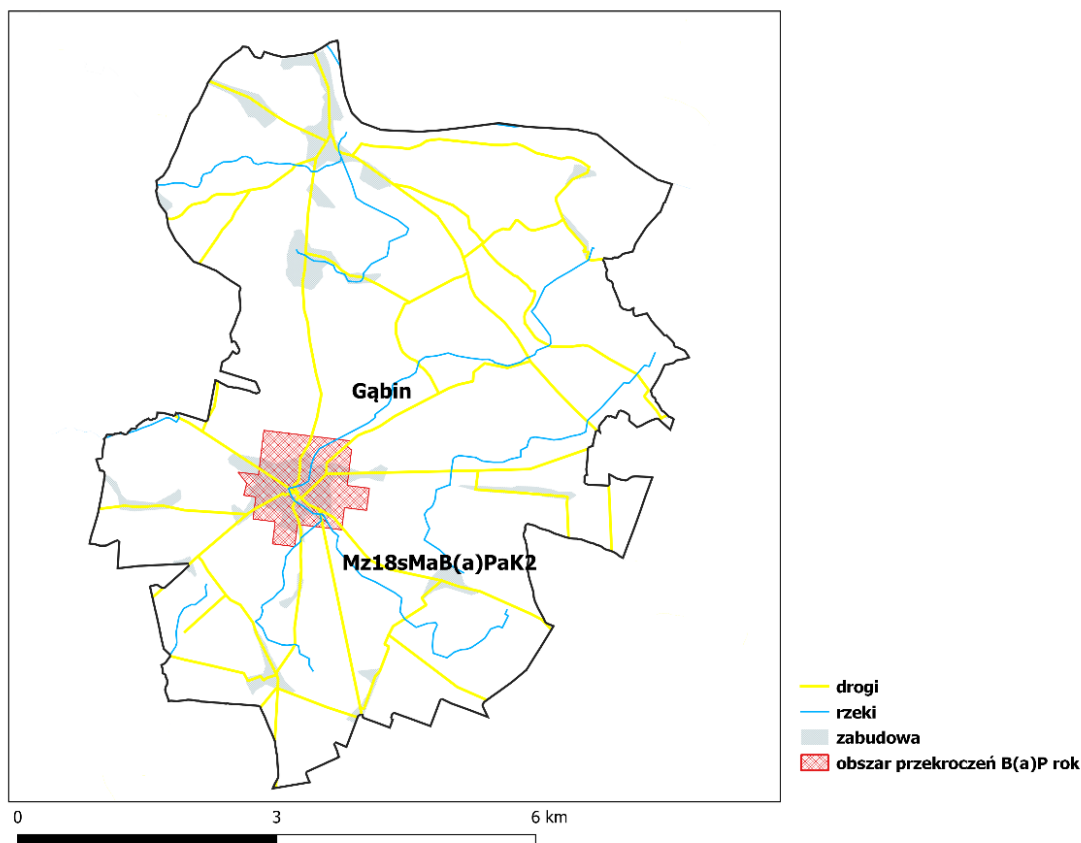 Gąbin
Mz18sMaB(a)PaK2
drogi
rzeki
zabudowa
obszar przekroczeń B(a)P rok
0 3 6 km